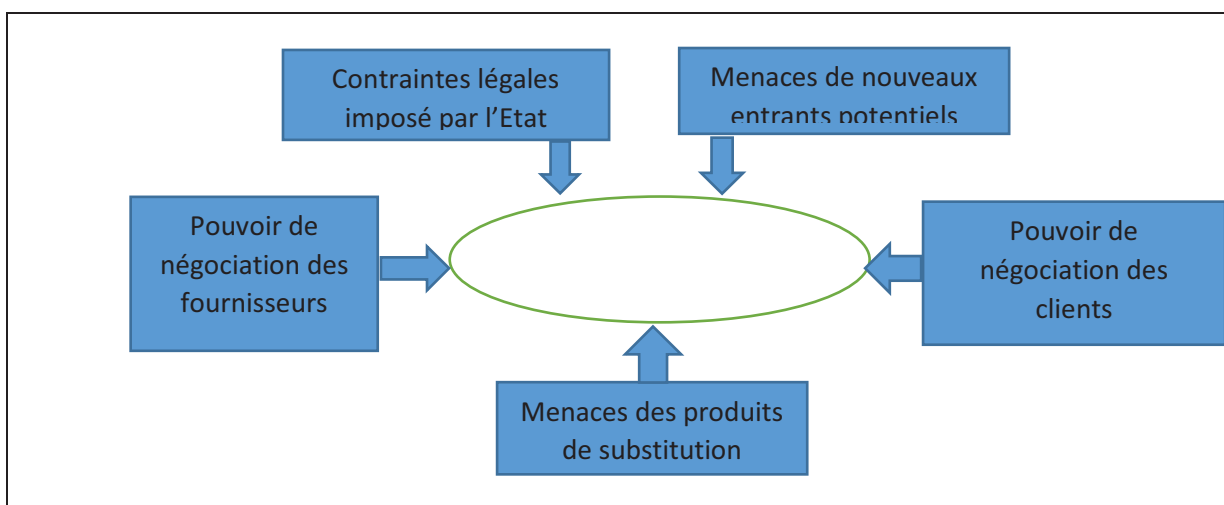 Contraintes légales
imposé par l’Etat
Menaces de nouveaux
entrants potentiels
Pouvoir de
négociation des
fournisseurs
Pouvoir de
négociation des
clients
Menaces des produits
de substitution